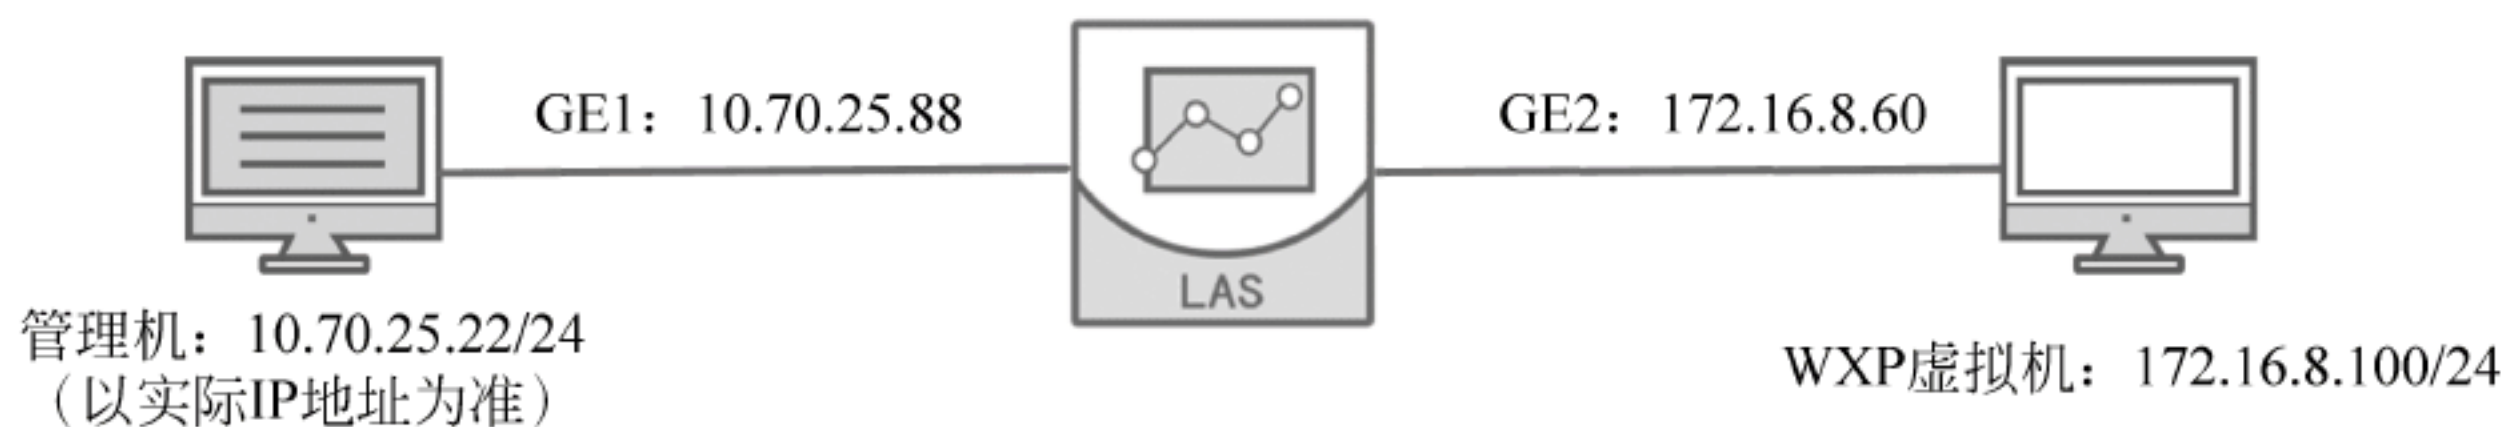 GE1：10.70.25.88
GE2：172.16.8.60
LAS
管理机：10.70.25.22/24
（以实际IP地址为准）
WXP虚拟机：172.16.8.100/24